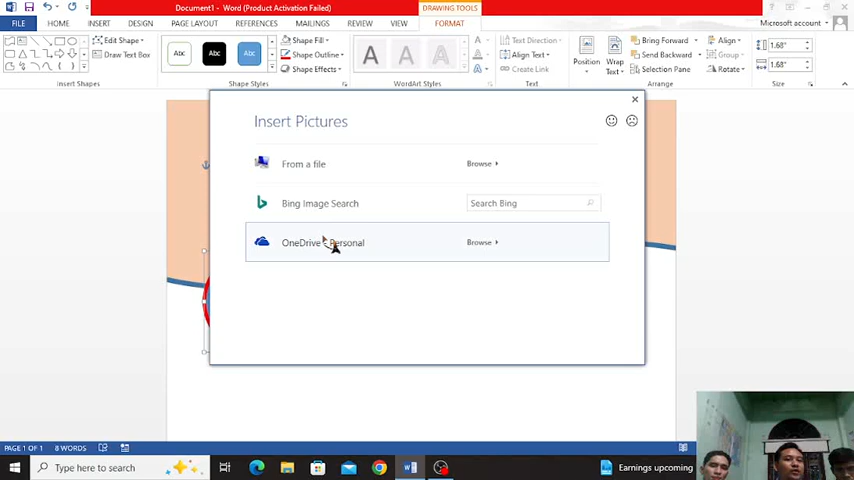 Document1 - Word (Product Activation Failed)
DRAWING TOOLS
FILE HOME INSERT DESIGN PAGE LAYOUT REFERENCES MAILINGS REVIEW VIEW FORMAT
Microsoft account
Edit Shape
Draw Text Box
Insert Shapes
Abc Abc Abc
Shape Fill
Shape Outline
Shape Effects
Shape Styles
A A A
WordArt Styles
Text Direction
Align Text
Create Link
Text
Position
Wrap
Text
Bring Forward
Send Backward
Selection Pane
Align
Rotate
Arrange
1.68"
1.68"
Size
Insert Pictures
From a file
Browse
Bing Image Search
Search Bing
OneDrive - Personal
Browse
PAGE 1 OF 1 8 WORDS
Type here to search
Earnings upcoming